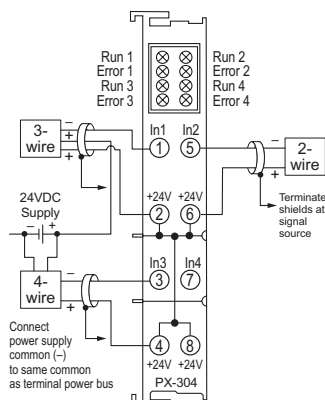 Run 1
Run 2
Error 1
Error 2
Run 3
Run 4
Error 3
Error 4
3-
wire
−
+
+
In1
In2
1
5
2-
wire
−
+
24VDC
Supply
− +
+24V
+24V
2
6
Terminate
shields at
signal
source
4-
wire
−
+
In3
In4
3
7
Connect
power supply
common (–)
to same common
as terminal power bus
4
8
+24V
+24V
PX-304